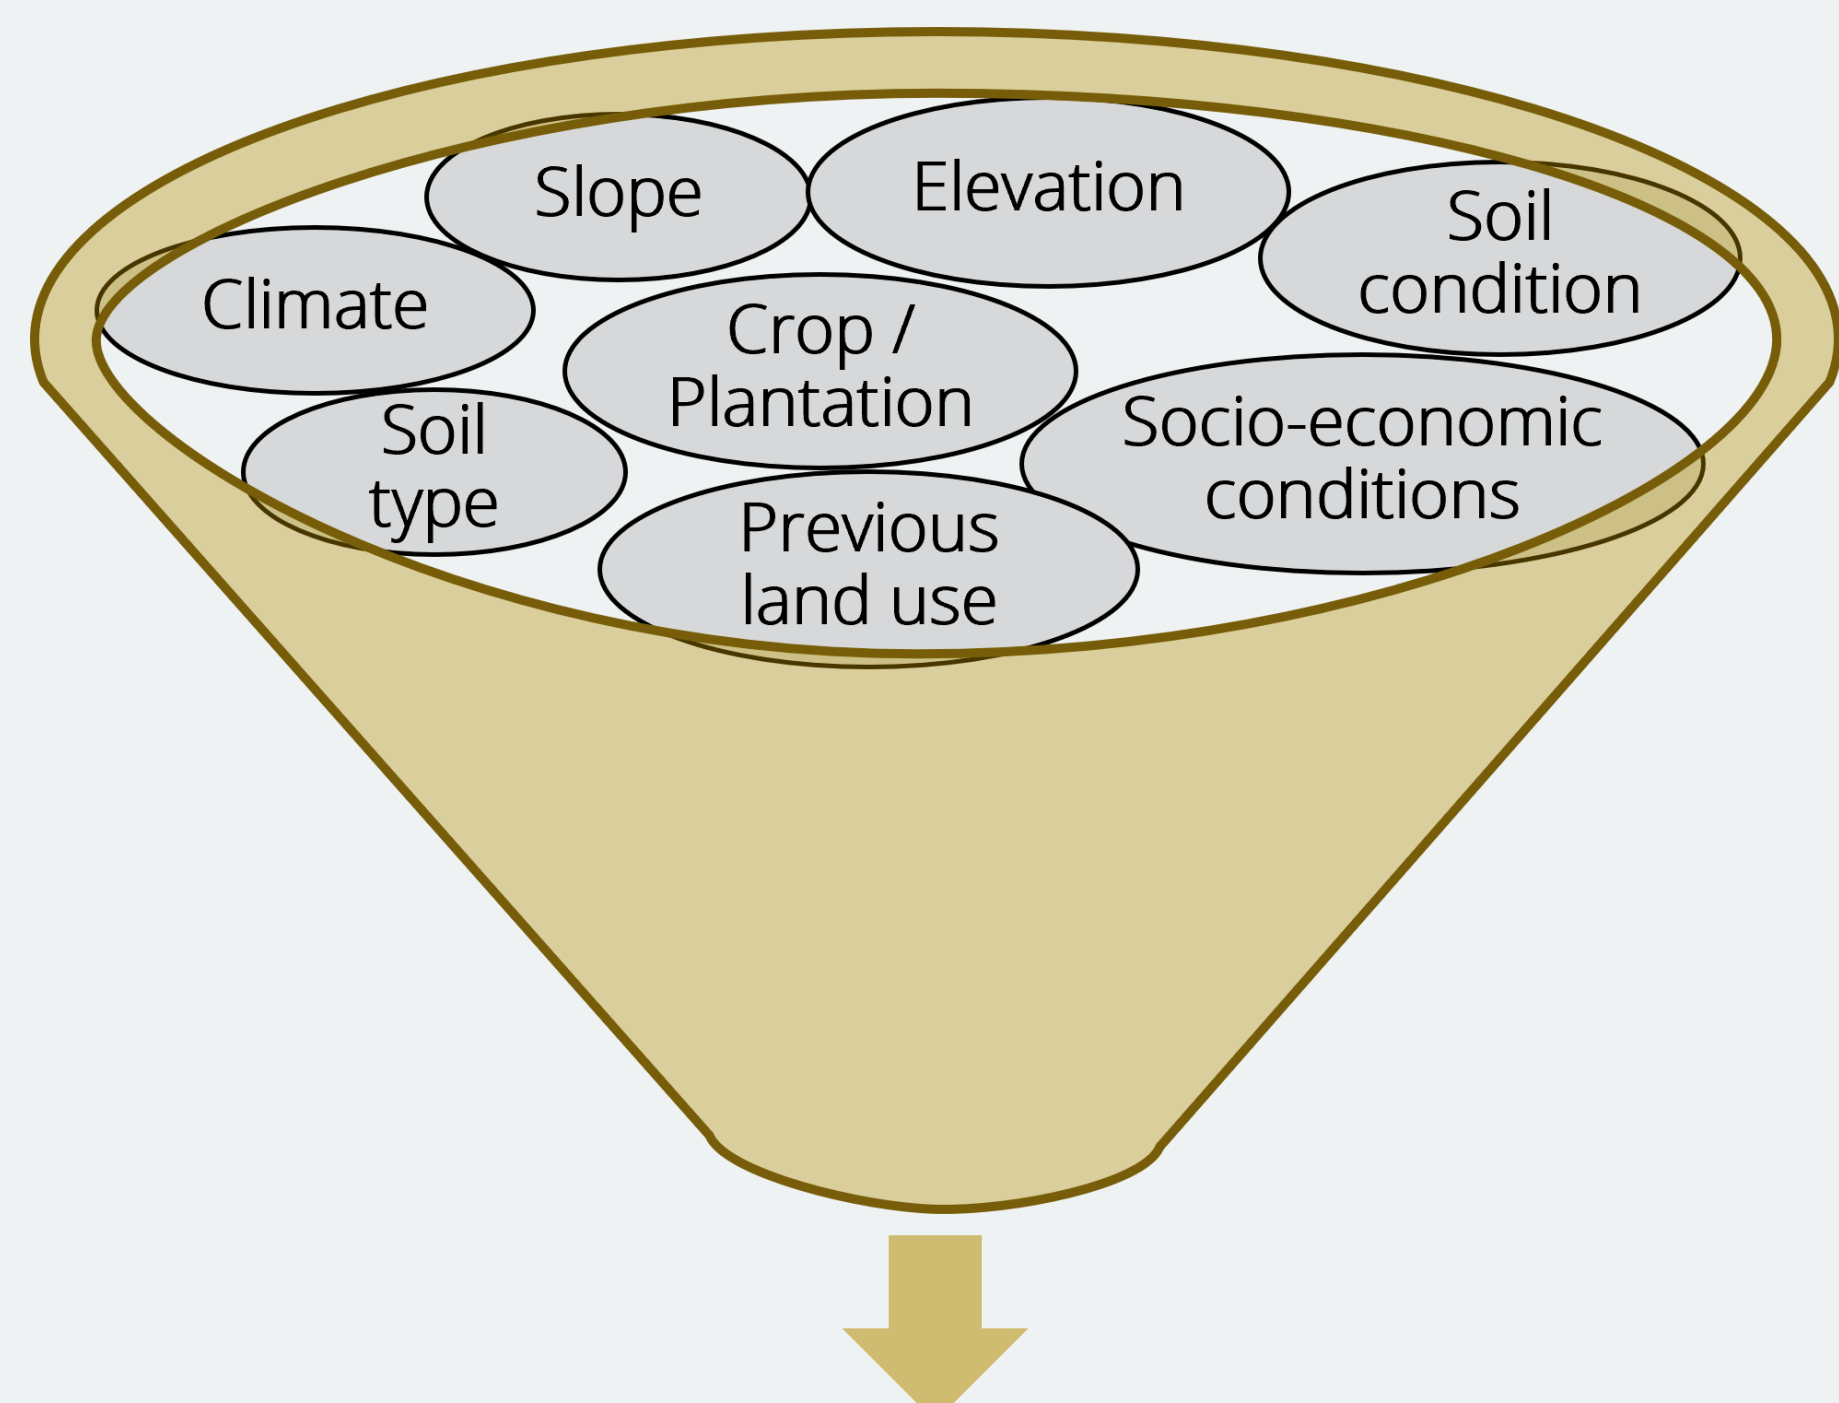 Slope
Elevation
Soil
condition
Climate
Crop /
Plantation
Soil
type
Socio-economic
conditions
Previous
land use